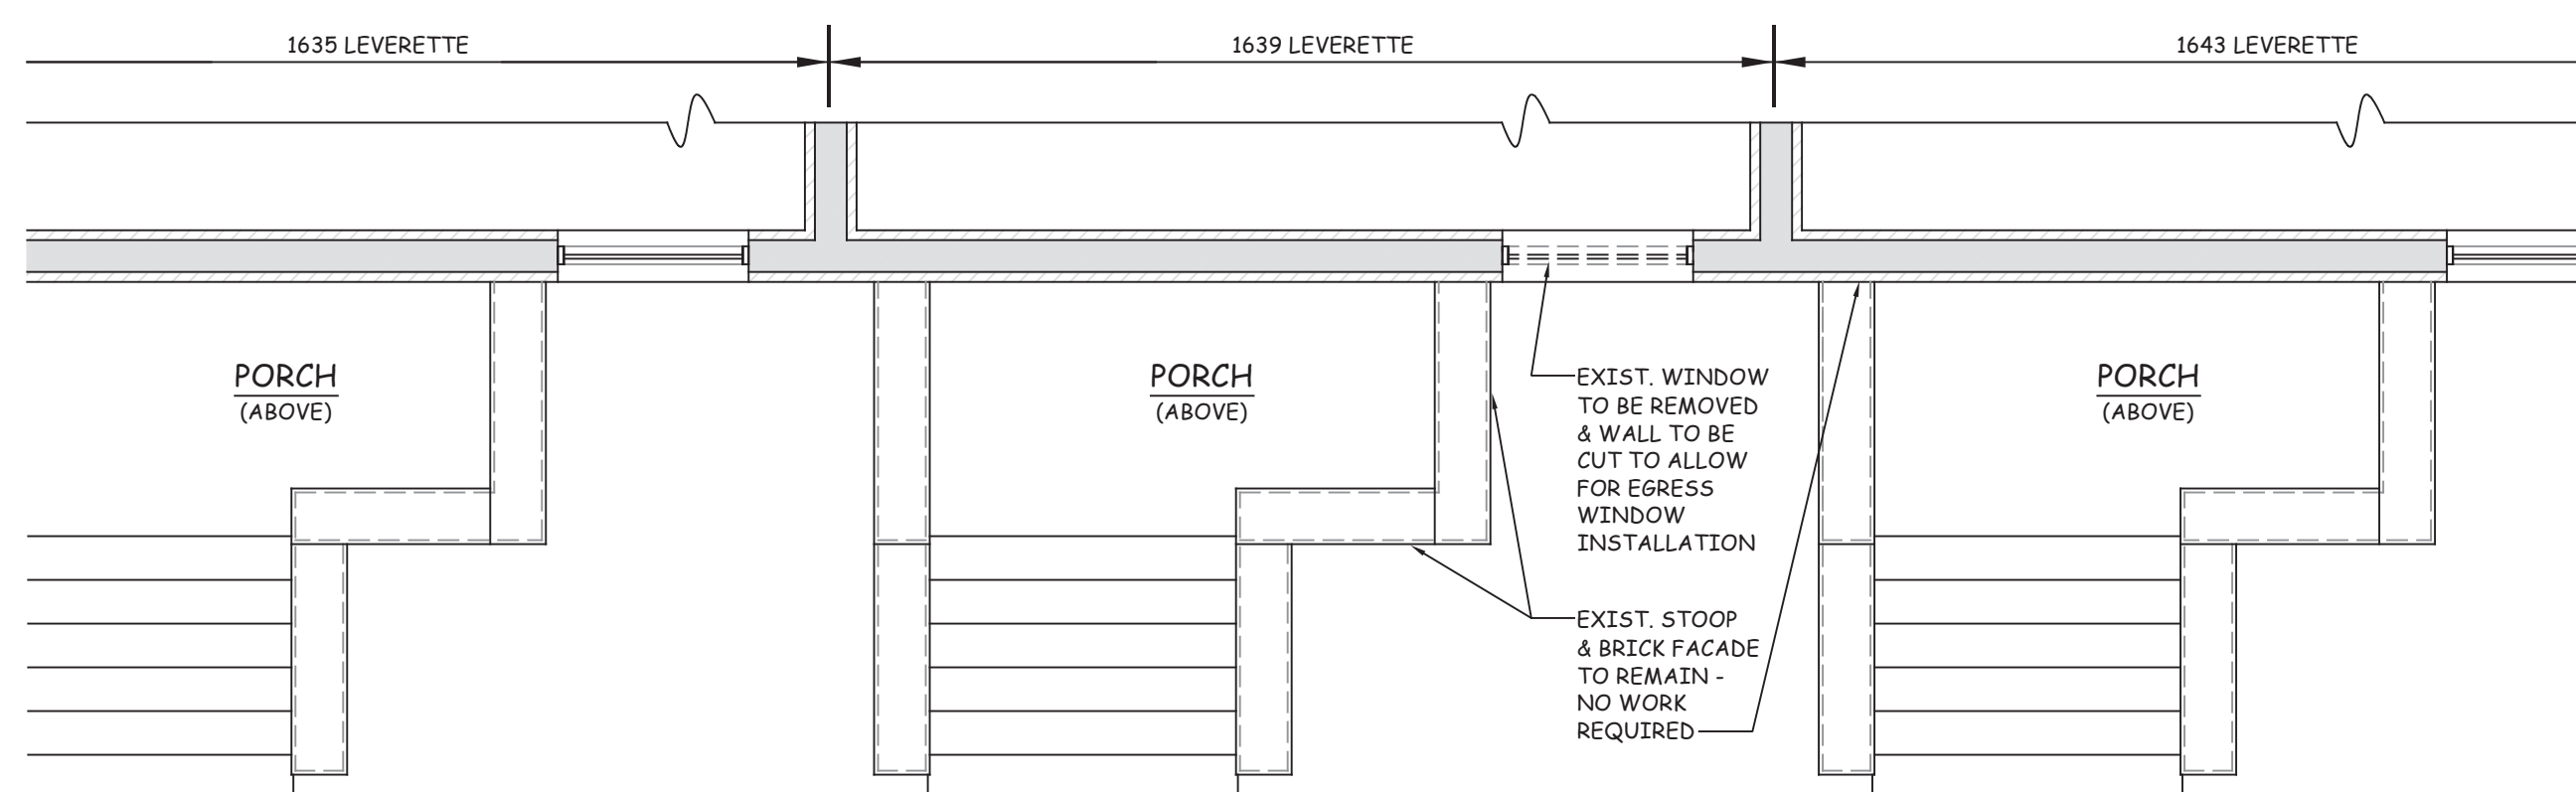 1635 LEVERETTE
1639 LEVERETTE
1643 LEVERETTE
PORCH
(ABOVE)
PORCH
(ABOVE)
EXIST. WINDOW
TO BE REMOVED
& WALL TO BE
CUT TO ALLOW
FOR EGRESS
WINDOW
INSTALLATION
PORCH
(ABOVE)
EXIST. STOOP
& BRICK FACADE
TO REMAIN -
NO WORK
REQUIRED